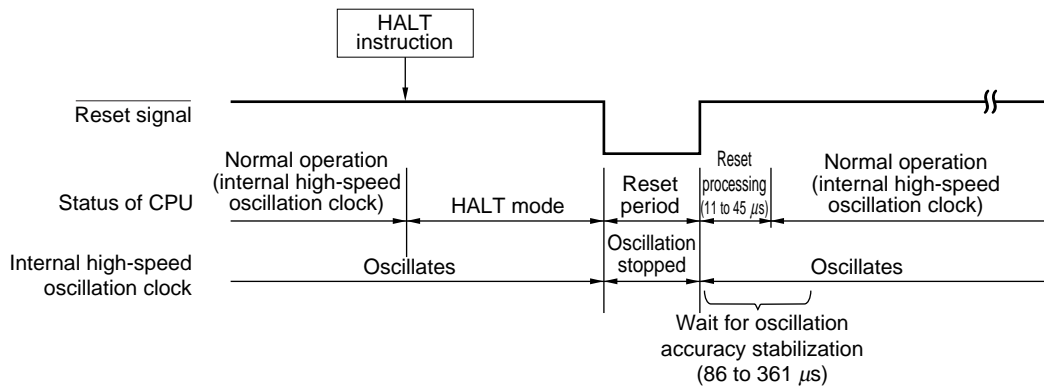 HALT
instruction
Reset signal
Status of CPU
Normal operation
(internal high-speed
oscillation clock)
HALT mode
Reset
period
Reset
processing
(11 to 45 μs)
Normal operation
(internal high-speed
oscillation clock)
Internal high-speed
oscillation clock
Oscillates
Oscillation
stopped
Oscillates
Wait for oscillation
accuracy stabilization
(86 to 361 μs)